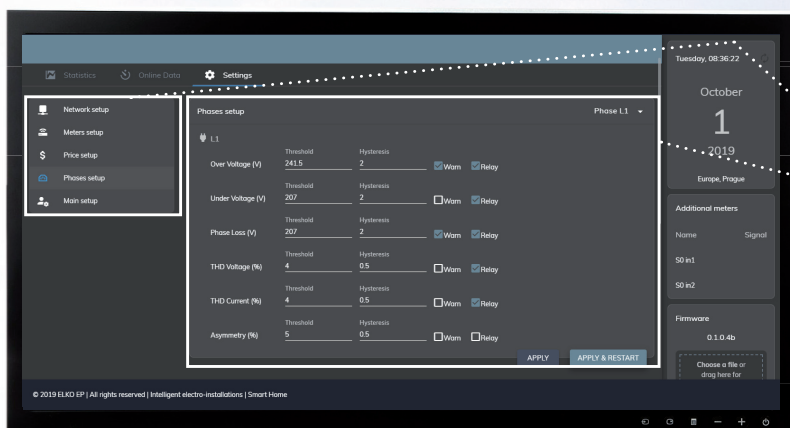 Statistics
Online Data
Settings
Network setup
Meters setup
Price setup
Phases setup
Main setup
Phases setup
Phase L1
L1
Threshold Hysteresis
Over Voltage (V) 241.5 2 Warn Relay
Threshold Hysteresis
Under Voltage (V) 207 2 Warn Relay
Threshold Hysteresis
Phase Loss (V) 207 2 Warn Relay
Threshold Hysteresis
THD Voltage (%) 4 0.5 Warn Relay
Threshold Hysteresis
THD Current (%) 4 0.5 Warn Relay
Threshold Hysteresis
Asymmetry (%) 5 0.5 Warn Relay
APPLY APPLY & RESTART
Tuesday, 08:36:22
October
1
2019
Europe, Prague
Additional meters
Name Signal
S0 in1
S0 in2
Firmware
0.1.0.4b
Choose a file or
drag here for
© 2019 ELKO EP | All rights reserved | Intelligent electro-installations | Smart Home